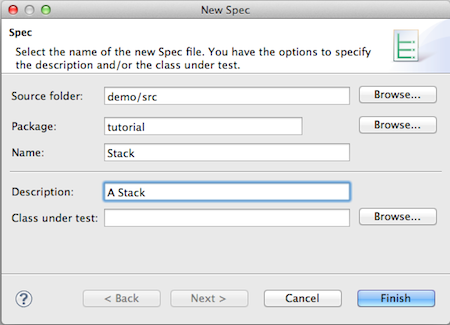 New Spec
Spec
Select the name of the new Spec file. You have the options to specify
the description and/or the class under test.
Source folder: demo/src Browse...
Package: tutorial Browse...
Name: Stack
Description: A Stack
Class under test: Browse...
? < Back Next > Cancel Finish